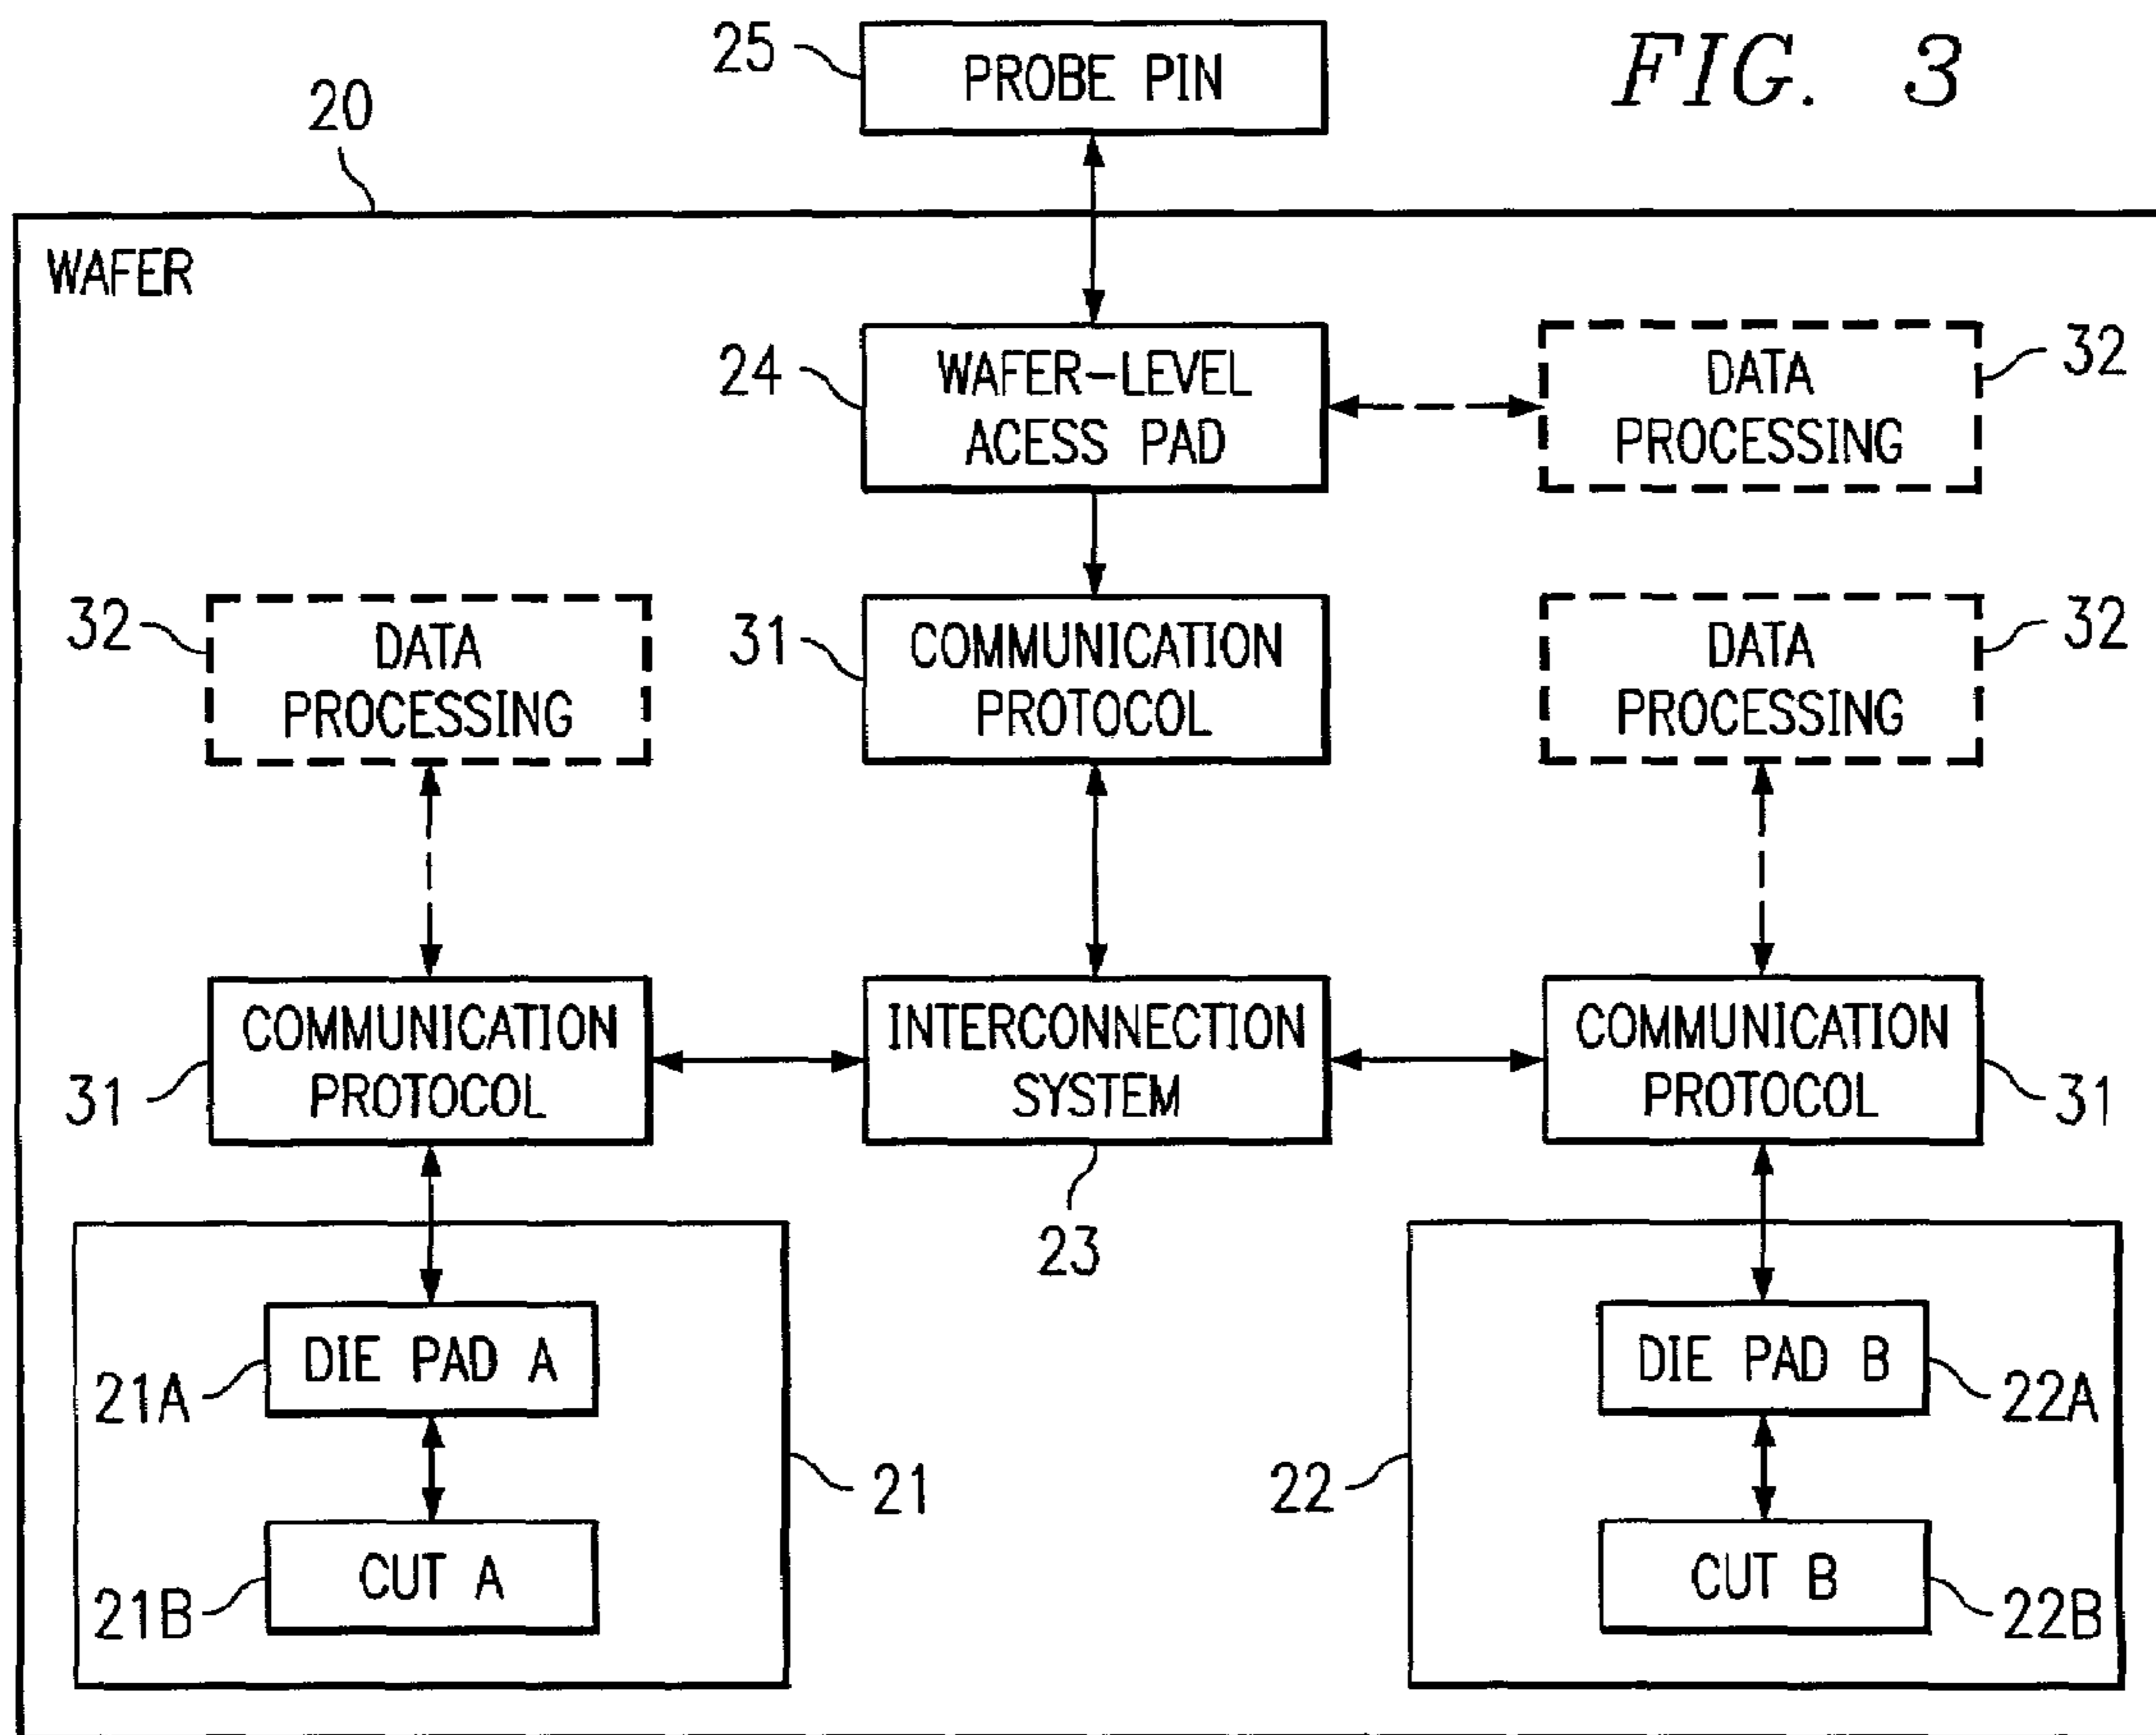 FIG. 3
25
PROBE PIN
20
WAFER
24
WAFER-LEVEL
ACESS PAD
DATA
PROCESSING
32
32
DATA
PROCESSING
31
COMMUNICATION
PROTOCOL
DATA
PROCESSING
32
COMMUNICATION
PROTOCOL
31
INTERCONNECTION
SYSTEM
23
COMMUNICATION
PROTOCOL
31
DIE PAD A
21A
CUT A
21B
21
22
DIE PAD B
22A
CUT B
22B